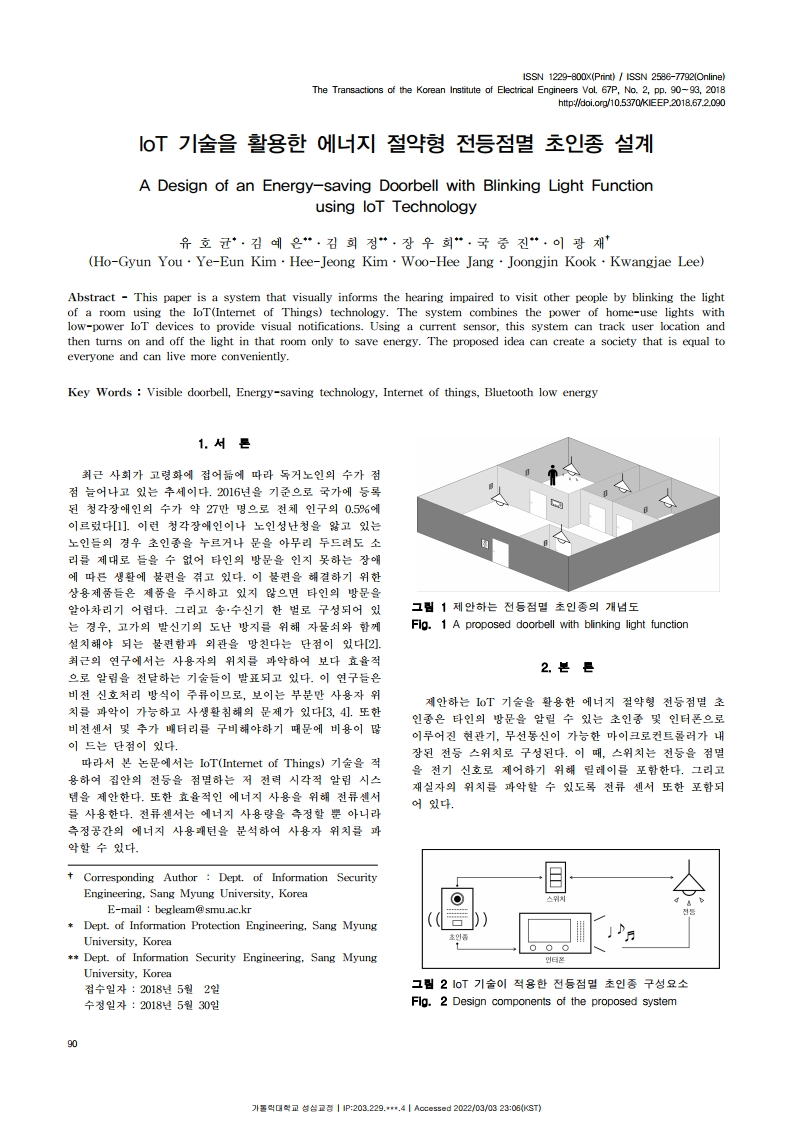 ISSN 1229-800X(Print) / ISSN 2586-7792(Online)
The Transactions of the Korean Institute of Electrical Engineers Vol. 67P, No. 2, pp. 90~93, 2018
http://doi.org/10.5370/KIEEP.2018.67.2.090
IoT 기술을 활용한 에너지 절약형 전등점멸 초인종 설계
A Design of an Energy-saving Doorbell with Blinking Light Function
using IoT Technology
유 호 균* · 김 예 은** · 김 희 정** · 장 우 희** · 국 중 진** · 이 광 재†
(Ho-Gyun You · Ye-Eun Kim · Hee-Jeong Kim · Woo-Hee Jang · Joongjin Kook · Kwangjae Lee)
Abstract - This paper is a system that visually informs the hearing impaired to visit other people by blinking the light
of a room using the IoT(Internet of Things) technology. The system combines the power of home-use lights with
low-power IoT devices to provide visual notifications. Using a current sensor, this system can track user location and
then turns on and off the light in that room only to save energy. The proposed idea can create a society that is equal to
everyone and can live more conveniently.
Key Words : Visible doorbell, Energy-saving technology, Internet of things, Bluetooth low energy
1. 서 론
최근 사회가 고령화에 접어듦에 따라 독거노인의 수가 점
점 늘어나고 있는 추세이다. 2016년을 기준으로 국가에 등록
된 청각장애인의 수가 약 27만 명으로 전체 인구의 0.5%에
이르렀다[1]. 이런 청각장애인이나 노인성난청을 앓고 있는
노인들의 경우 초인종을 누르거나 문을 아무리 두드려도 소
리를 제대로 들을 수 없어 타인의 방문을 인지 못하는 장애
에 따른 생활에 불편을 겪고 있다. 이 불편을 해결하기 위한
상용제품들은 제품을 주시하고 있지 않으면 타인의 방문을
알아차리기 어렵다. 그리고 송·수신기 한 벌로 구성되어 있
는 경우, 고가의 발신기의 도난 방지를 위해 자물쇠와 함께
설치해야 되는 불편함과 외관을 망친다는 단점이 있다[2].
최근의 연구에서는 사용자의 위치를 파악하여 보다 효율적
으로 알림을 전달하는 기술들이 발표되고 있다. 이 연구들은
비전 신호처리 방식이 주류이므로, 보이는 부분만 사용자 위
치를 파악이 가능하고 사생활침해의 문제가 있다[3, 4]. 또한
비전센서 및 추가 배터리를 구비해야하기 때문에 비용이 많
이 드는 단점이 있다.
따라서 본 논문에서는 IoT(Internet of Things) 기술을 적
용하여 집안의 전등을 점멸하는 저 전력 시각적 알림 시스
템을 제안한다. 또한 효율적인 에너지 사용을 위해 전류센서
를 사용한다. 전류센서는 에너지 사용량을 측정할 뿐 아니라
측정공간의 에너지 사용패턴을 분석하여 사용자 위치를 파
악할 수 있다.
† Corresponding Author : Dept. of Information Security
Engineering, Sang Myung University, Korea
E-mail : begleam@smu.ac.kr
* Dept. of Information Protection Engineering, Sang Myung
University, Korea
** Dept. of Information Security Engineering, Sang Myung
University, Korea
접수일자 : 2018년 5월 2일
수정일자 : 2018년 5월 30일
그림 1 제안하는 전등점멸 초인종의 개념도
Fig. 1 A proposed doorbell with blinking light function
2. 본 론
제안하는 IoT 기술을 활용한 에너지 절약형 전등점멸 초
인종은 타인의 방문을 알릴 수 있는 초인종 및 인터폰으로
이루어진 현관기, 무선통신이 가능한 마이크로컨트롤러가 내
장된 전등 스위치로 구성된다. 이 때, 스위치는 전등을 점멸
을 전기 신호로 제어하기 위해 릴레이를 포함한다. 그리고
재실자의 위치를 파악할 수 있도록 전류 센서 또한 포함되
어 있다.
스위치
전등
초인종
인터폰
그림 2 IoT 기술이 적용한 전등점멸 초인종 구성요소
Fig. 2 Design components of the proposed system
90
가톨릭대학교 성심교정 | IP:203.229.***.4 | Accessed 2022/03/03 23:06(KST)